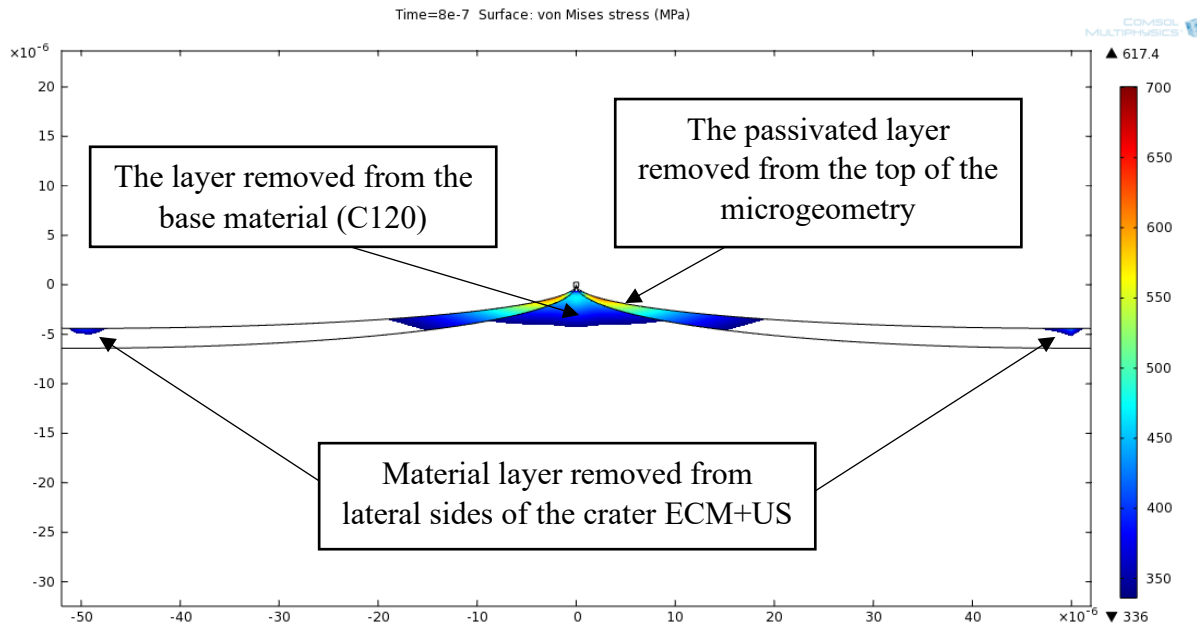 Time=8e-7 Surface: von Mises stress (MPa)
COMSOL
MULTIPHYSICS
×10⁻⁶
▲ 617.4
20
15
10
5
0
-5
-10
-15
-20
-25
-30
The layer removed from the
base material (C120)
The passivated layer
removed from the top of the
microgeometry
Material layer removed from
lateral sides of the crater ECM+US
700
650
600
550
500
450
400
350
▼ 336
-50 -40 -30 -20 -10 0 10 20 30 40 ×10⁻⁶